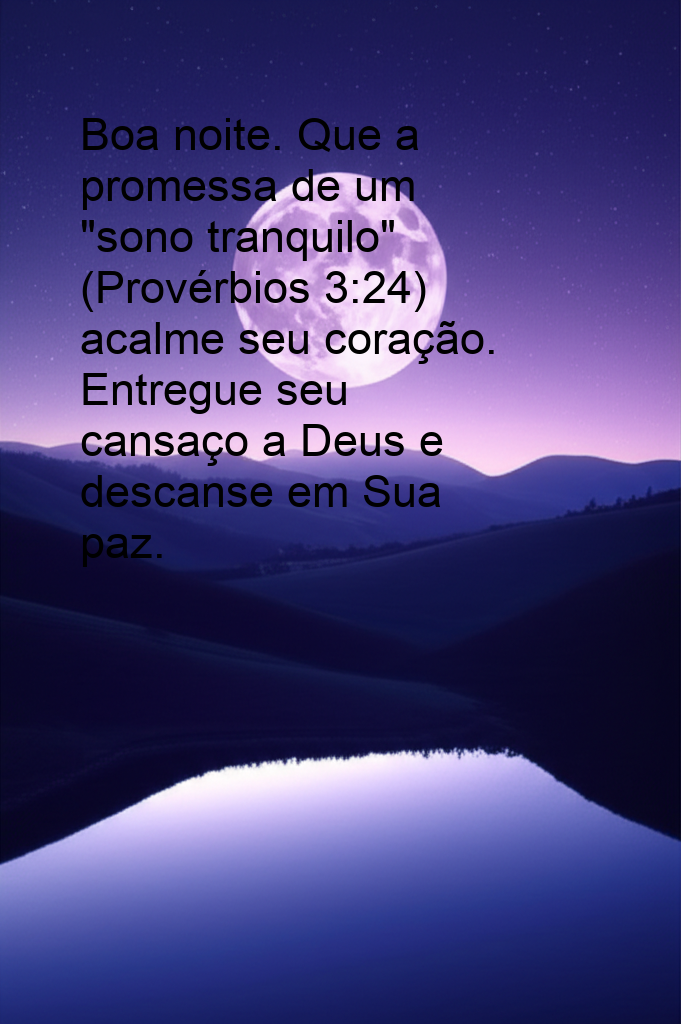 Boa noite. Que a
promessa de um
"sono tranquilo"
(Provérbios 3:24)
acalme seu coração.
Entregue seu
cansaço a Deus e
descanse em Sua
paz.